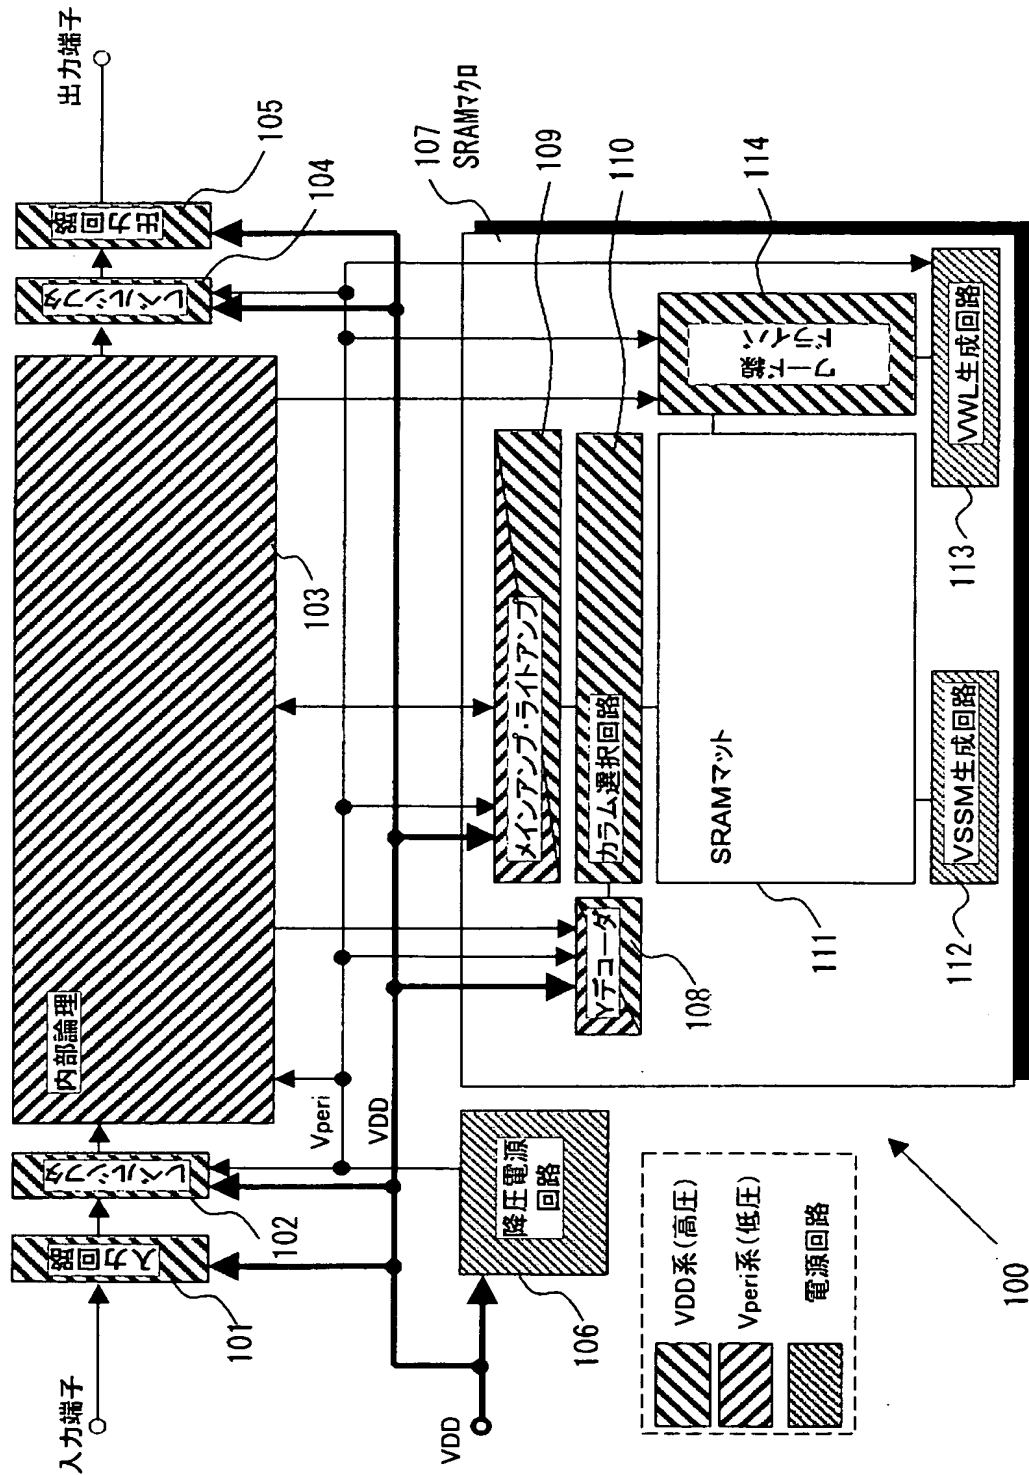 入力端子
101
入力回路
102
レベルシフタ
内部論理
103
レベルシフタ
104
出力回路
105
出力端子
Vperi
VDD
VDD
106
降圧電源
回路
107
SRAMマクロ
108
Yデコーダ
メインアンプ・ライトアンプ
109
カラム選択回路
110
SRAMマット
111
ワード線
ドライバ
114
VSSM生成回路
112
VWL生成回路
113
VDD系(高圧)
Vperi系(低圧)
電源回路
100